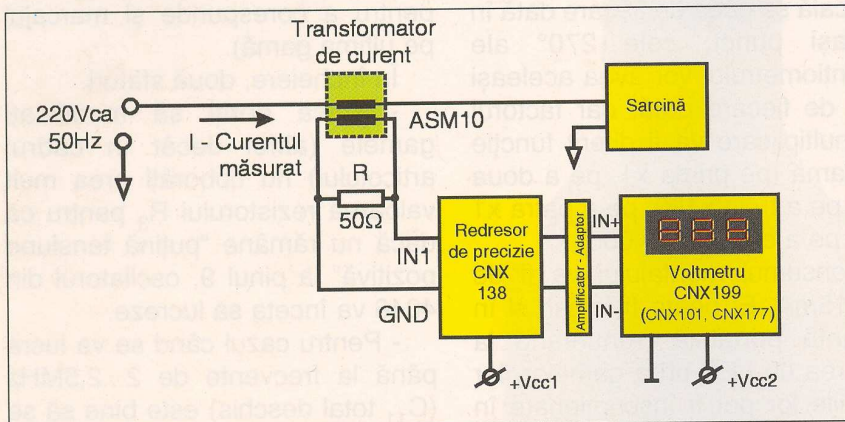 Transformator
de curent
220Vca
50Hz
I - Curentul
măsurat
ASM10
Sarcină
R
50Ω
IN1
GND
Redresor
de precizie
CNX
138
Amplificator - Adaptor
IN+
IN-
888
Voltmetru
CNX199
(CNX101, CNX177)
+Vcc1
+Vcc2